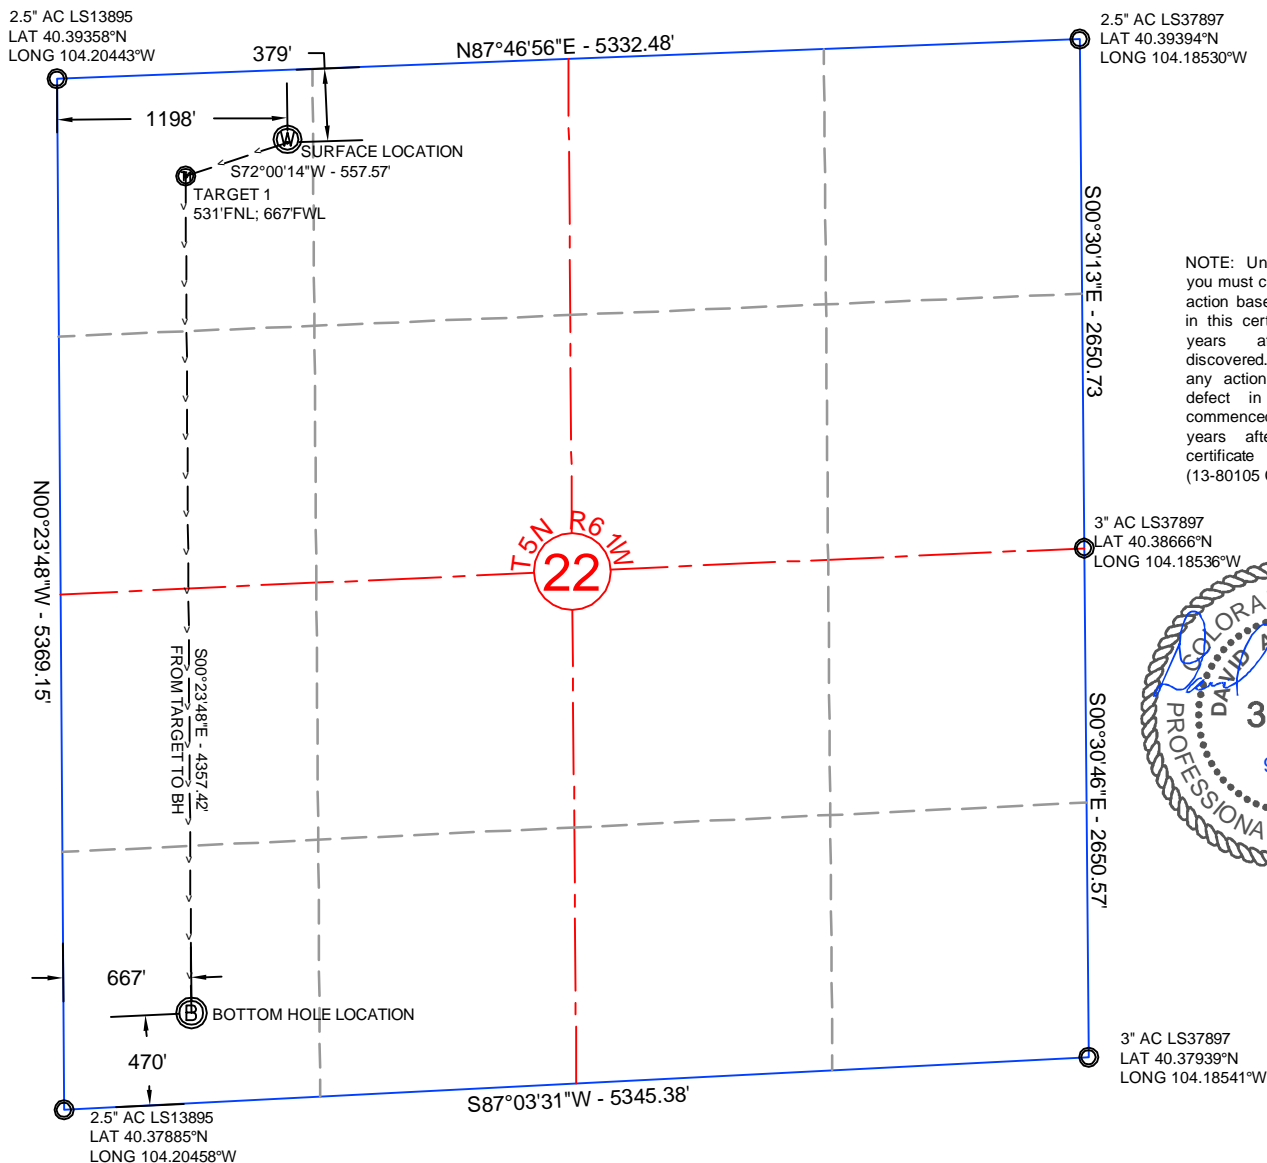 2.5" AC LS13895
LAT 40.39358°N
LONG 104.20443°W
379'
N87°46'56"E - 5332.48'
2.5" AC LS37897
LAT 40.39394°N
LONG 104.18530°W
1198'
W
SURFACE LOCATION
S72°00'14"W - 557.57'
TARGET 1
531'FNL; 667'FWL
S00°30'13"E - 2650.73
NOTE: Un
you must c
action base
in this cert
years a
discovered.
any action
defect in
commenced
years afte
certificate
(13-80105
N00°23'48"W - 5369.15'
T5N R61W
22
3" AC LS37897
LAT 40.38666°N
LONG 104.18536°W
COLORA
DAVID A
3
PROFESSIONA
S00°23'48"E - 4357.42'
FROM TARGET TO BH
S00°30'46"E - 2650.57'
667'
B
BOTTOM HOLE LOCATION
470'
S87°03'31"W - 5345.38'
3" AC LS37897
LAT 40.37939°N
LONG 104.18541°W
2.5" AC LS13895
LAT 40.37885°N
LONG 104.20458°W